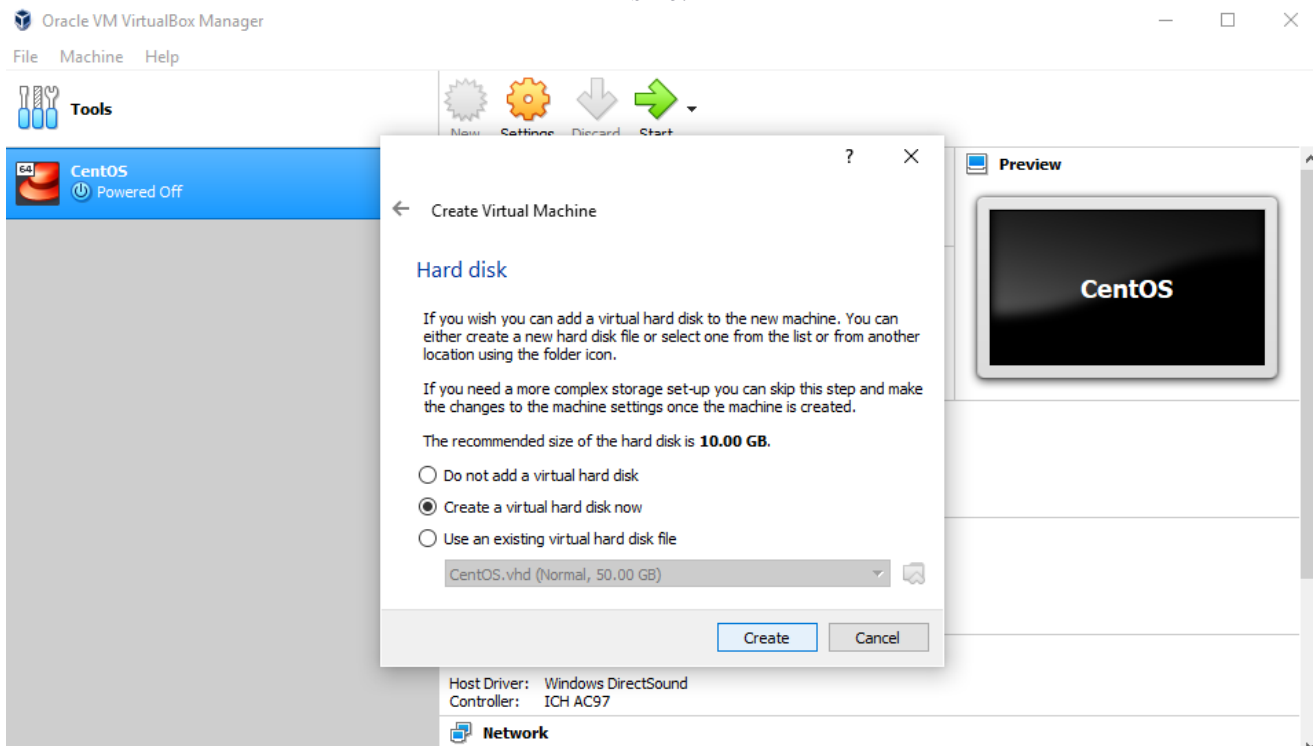 Oracle VM VirtualBox Manager
File Machine Help
Tools
New Settings Discard Start
64
CentOS
Powered Off
?
Create Virtual Machine
Hard disk
If you wish you can add a virtual hard disk to the new machine. You can
either create a new hard disk file or select one from the list or from another
location using the folder icon.
If you need a more complex storage set-up you can skip this step and make
the changes to the machine settings once the machine is created.
The recommended size of the hard disk is 10.00 GB.
Do not add a virtual hard disk
Create a virtual hard disk now
Use an existing virtual hard disk file
CentOS.vhd (Normal, 50.00 GB)
Create Cancel
Preview
CentOS
Host Driver: Windows DirectSound
Controller: ICH AC97
Network